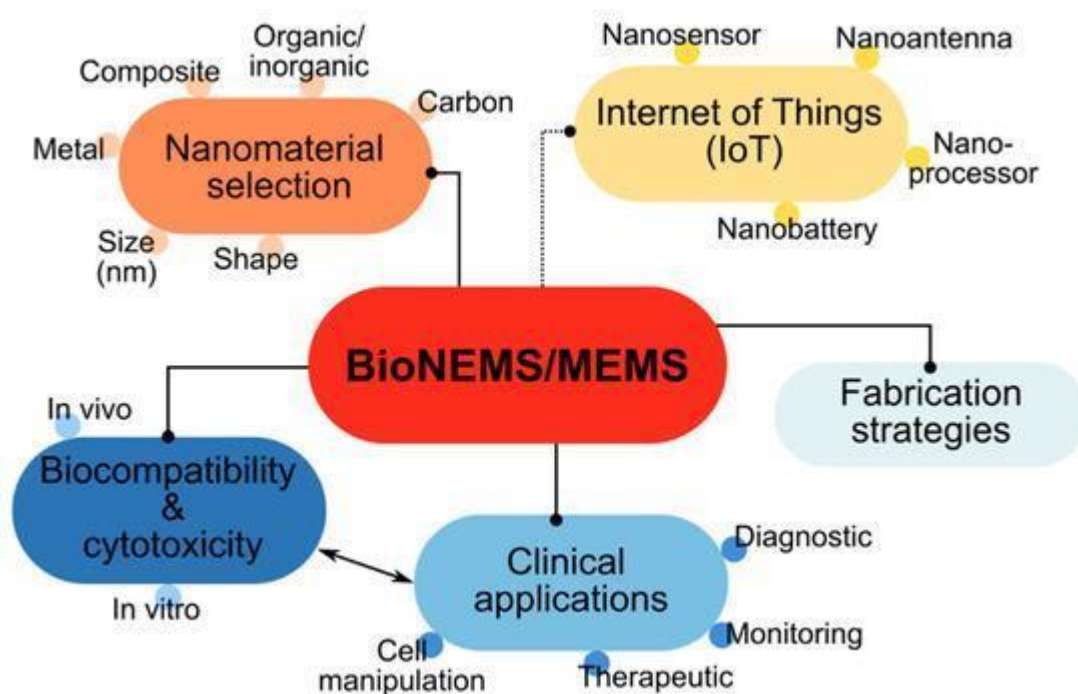 Organic/
inorganic
Composite
Carbon
Metal
Nanomaterial
selection
Size
(nm)
Shape
Nanosensor
Nanoantenna
Internet of Things
(IoT)
Nano-
processor
Nanobattery
BioNEMS/MEMS
Fabrication
strategies
In vivo
Biocompatibility
&
cytotoxicity
In vitro
Clinical
applications
Diagnostic
Monitoring
Therapeutic
Cell
manipulation